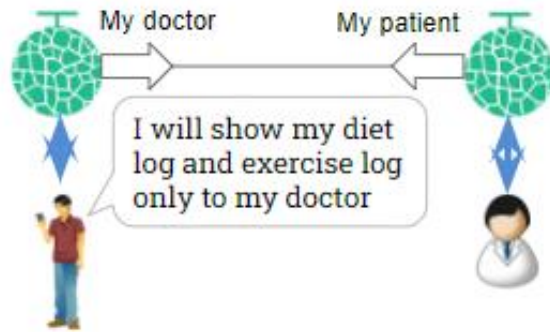 My doctor
My patient
I will show my diet
log and exercise log
only to my doctor